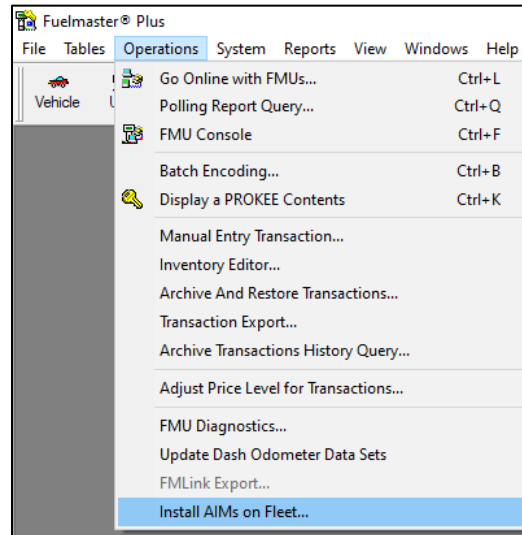 Fuelmaster® Plus
File Tables Operations System Reports View Windows Help
Vehicle
Go Online with FMUs... Ctrl+L
Polling Report Query... Ctrl+Q
FMU Console Ctrl+F
Batch Encoding... Ctrl+B
Display a PROKEE Contents Ctrl+K
Manual Entry Transaction...
Inventory Editor...
Archive And Restore Transactions...
Transaction Export...
Archive Transactions History Query...
Adjust Price Level for Transactions...
FMU Diagnostics...
Update Dash Odometer Data Sets
FMLink Export...
Install AIMs on Fleet...